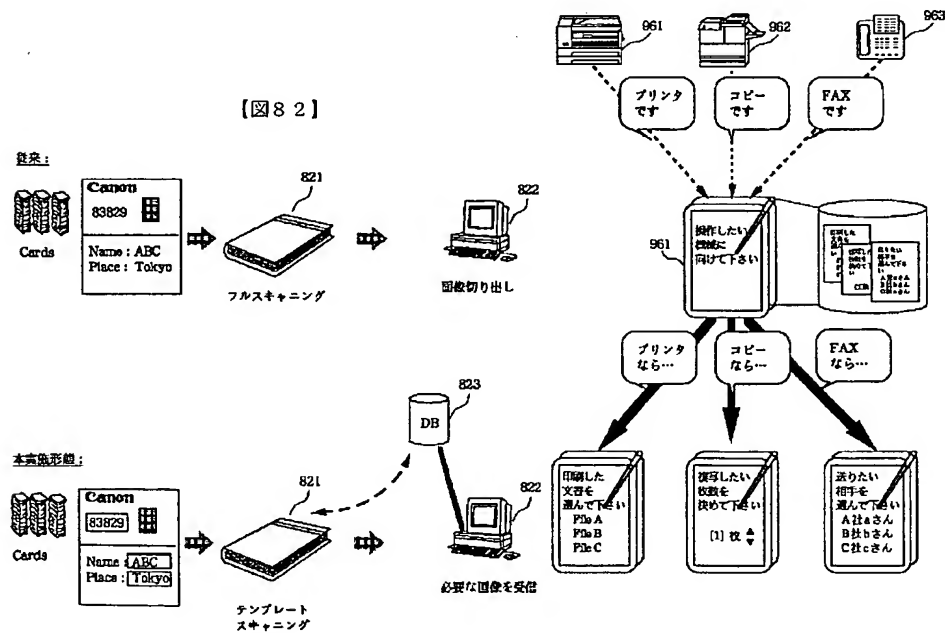 【図82】
従来:
Cards
Canon
83829
Name : ABC
Place : Tokyo
821
フルスキャニング
822
画像切り出し
本実施形態:
Cards
Canon
83829
Name : ABC
Place : Tokyo
821
テンプレート
スキャニング
823
DB
822
必要な画像を受信
961
962
963
プリンタ
です
コピー
です
FAX
です
961
操作したい
機械に
向けて下さい
プリンタ
なら…
コピー
なら…
FAX
なら…
印刷した
文書を
選んで下さい
File A
File B
File C
複写したい
枚数を
決めて下さい
[1] 枚
送りたい
相手を
選んで下さい
A社aさん
B社bさん
C社cさん